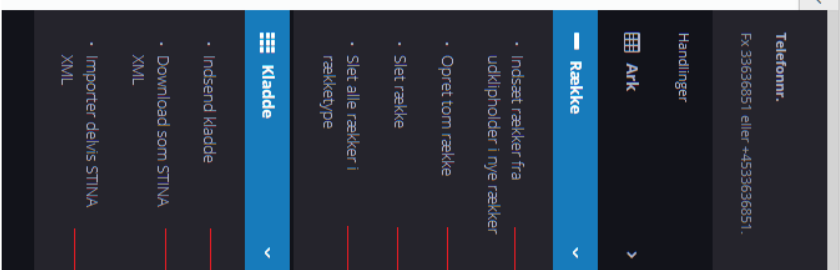 Telefonnr.
Fx 33636851 eller +4533636851.
Handlinger
Ark
Række
• Indsæt rækker fra
udklipholder i nye rækker
• Opret tom række
• Slet række
• Slet alle rækker i
rækketype
Kladde
• Indsend kladde
• Download som STINA
XML
• Importer delvis STINA
XML